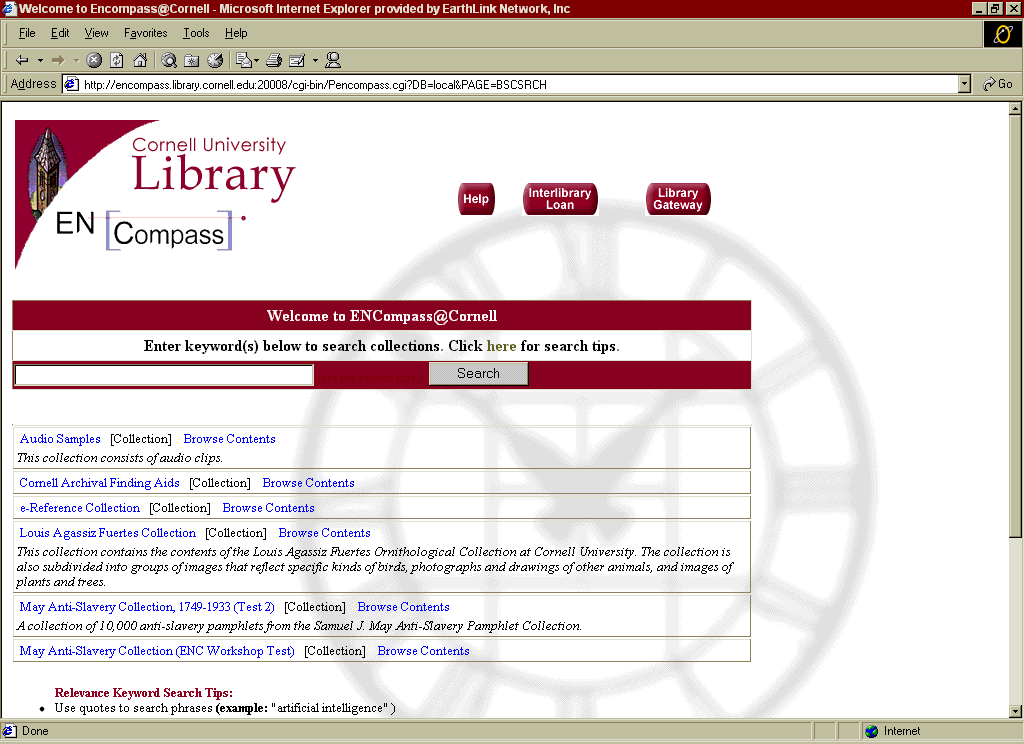 Welcome to Encompass@Cornell - Microsoft Internet Explorer provided by EarthLink Network, Inc
File Edit View Favorites Tools Help
Address http://encompass.library.cornell.edu:20008/cgi-bin/Pencompass.cgi?DB=local&PAGE=BSCSRCH Go
Cornell University
Library
EN [Compass]
Help
Interlibrary
Loan
Library
Gateway
Welcome to ENCompass@Cornell
Enter keyword(s) below to search collections. Click here for search tips.
Search
Audio Samples [Collection] Browse Contents
This collection consists of audio clips.
Cornell Archival Finding Aids [Collection] Browse Contents
e-Reference Collection [Collection] Browse Contents
Louis Agassiz Fuertes Collection [Collection] Browse Contents
This collection contains the contents of the Louis Agassiz Fuertes Ornithological Collection at Cornell University. The collection is
also subdivided into groups of images that reflect specific kinds of birds, photographs and drawings of other animals, and images of
plants and trees.
May Anti-Slavery Collection, 1749-1933 (Test 2) [Collection] Browse Contents
A collection of 10,000 anti-slavery pamphlets from the Samuel J. May Anti-Slavery Pamphlet Collection.
May Anti-Slavery Collection (ENC Workshop Test) [Collection] Browse Contents
Relevance Keyword Search Tips:
• Use quotes to search phrases (example: "artificial intelligence" )
Done Internet